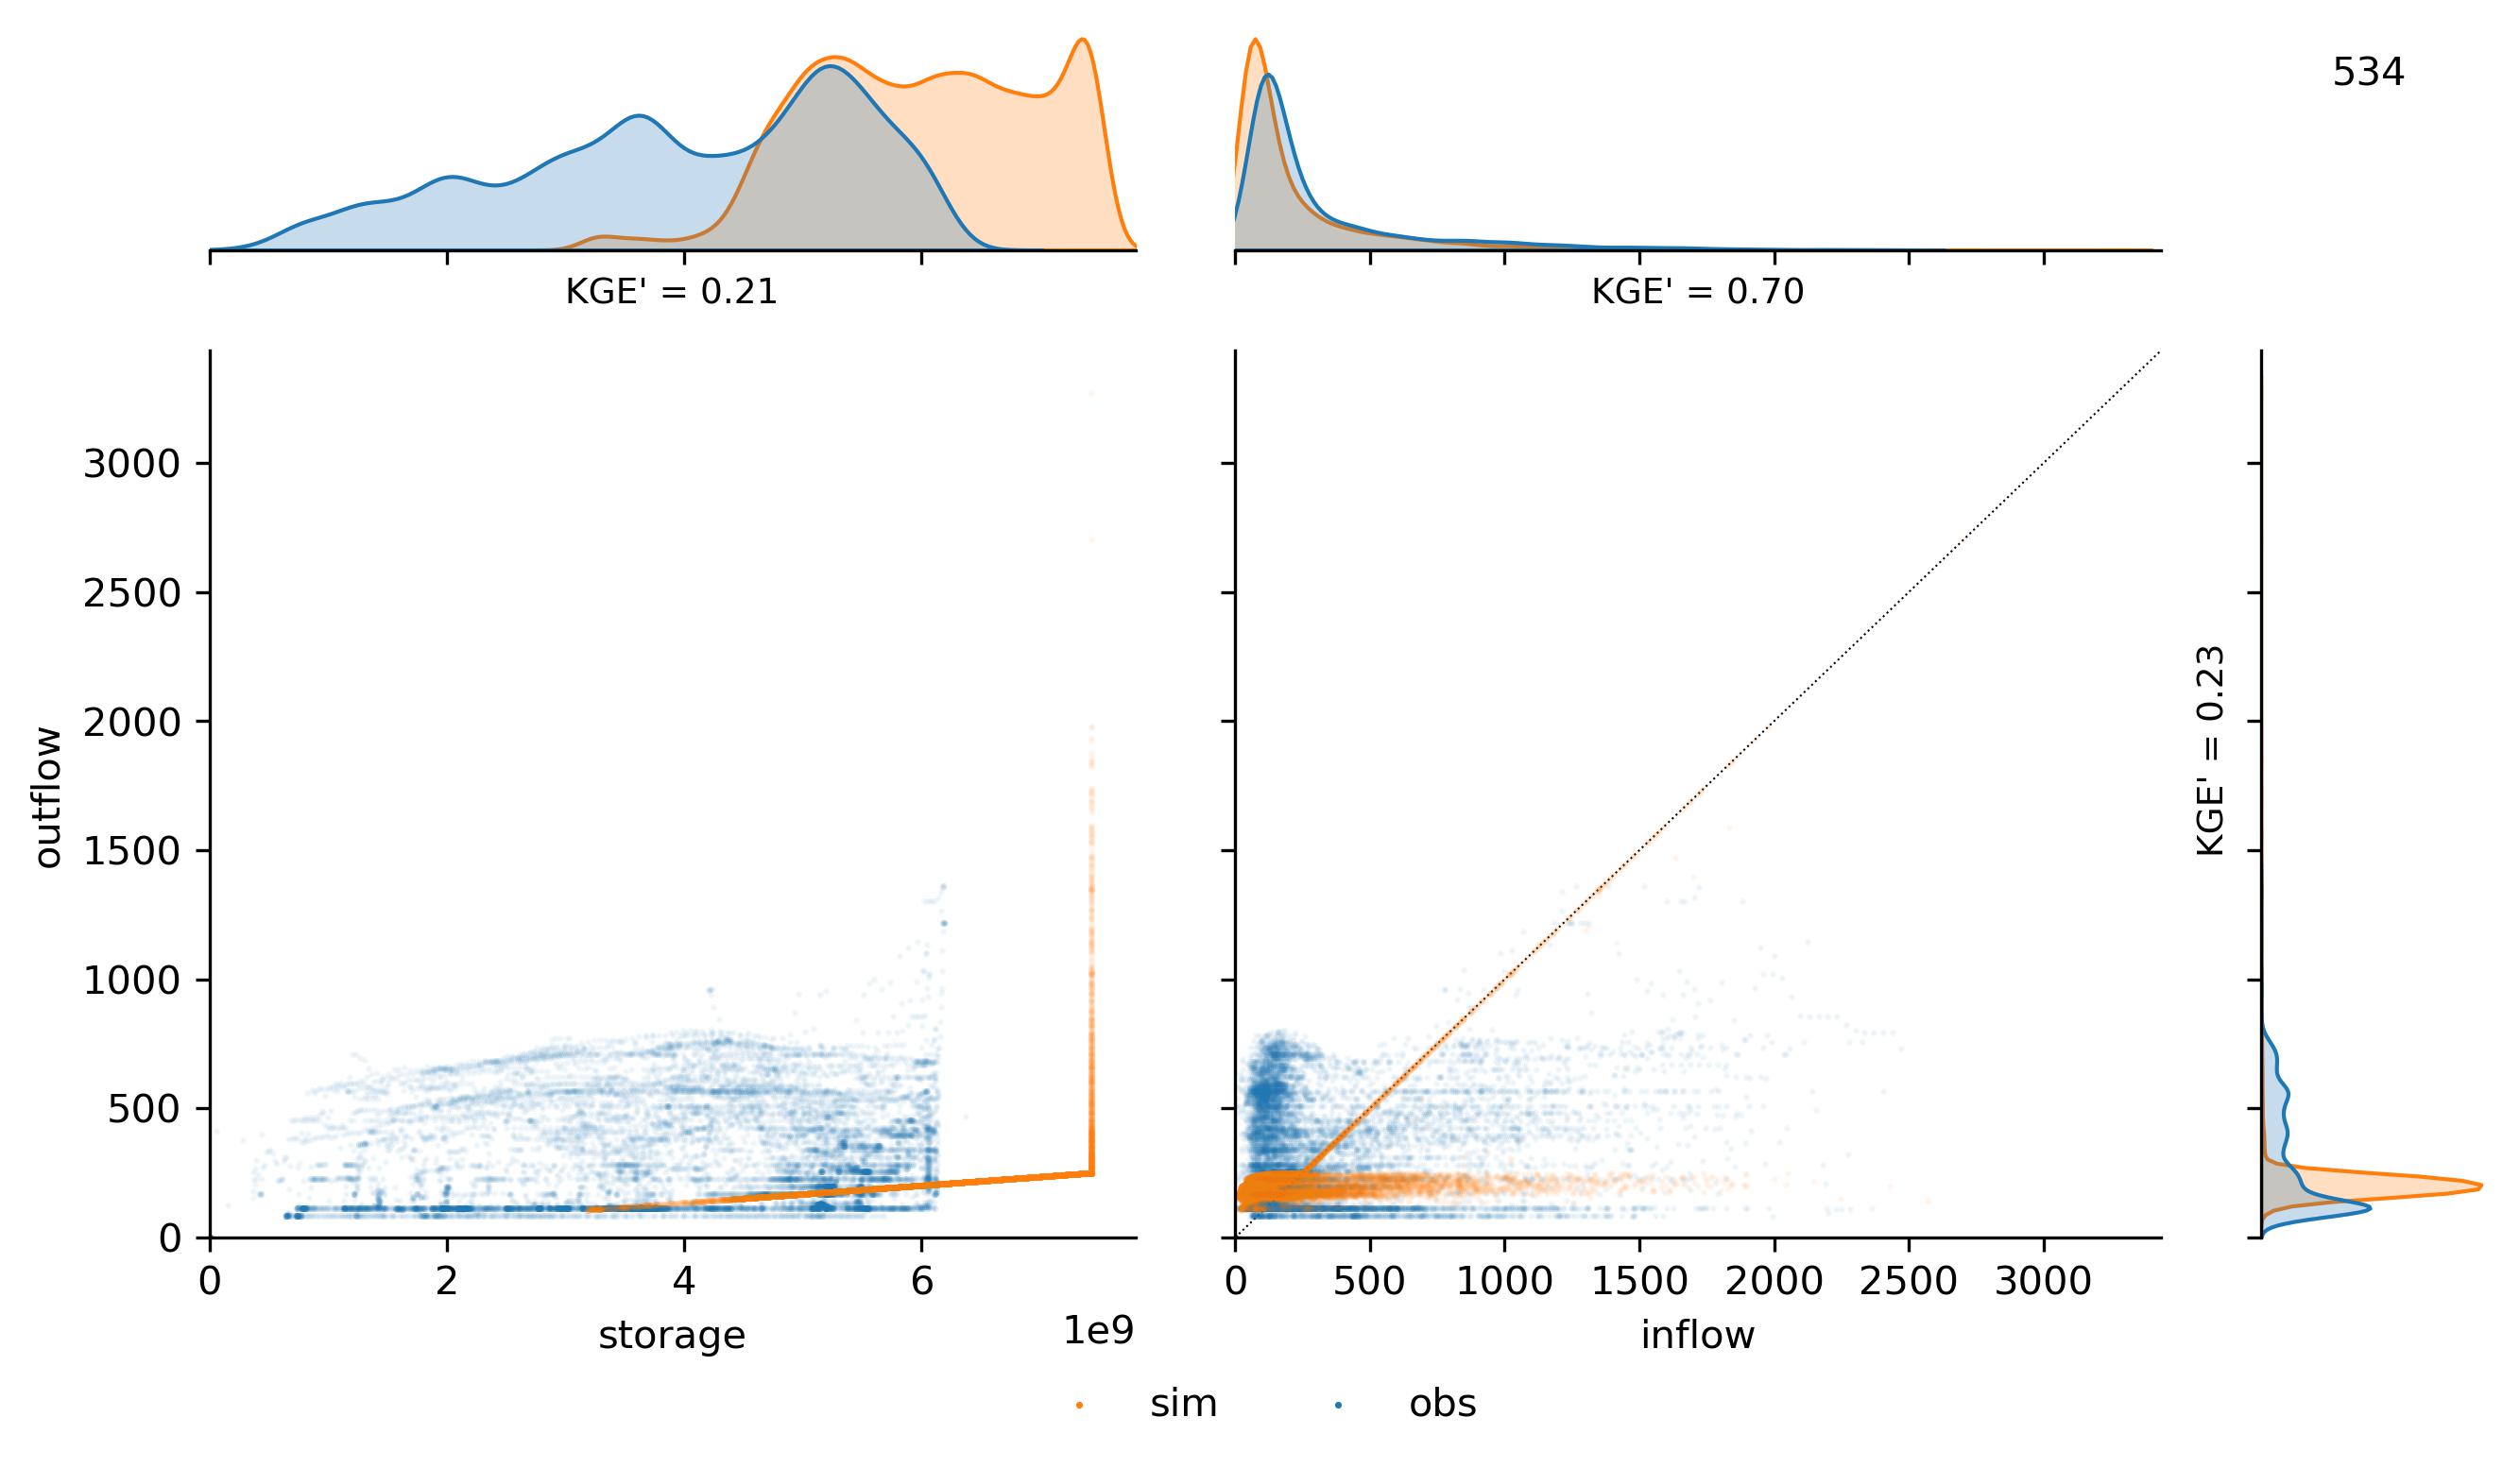 534
KGE' = 0.21
KGE' = 0.70
3000
2500
2000
1500
1000
500
0
outflow
KGE' = 0.23
0 2 4 6
1e9
storage
0 500 1000 1500 2000 2500 3000
inflow
sim obs